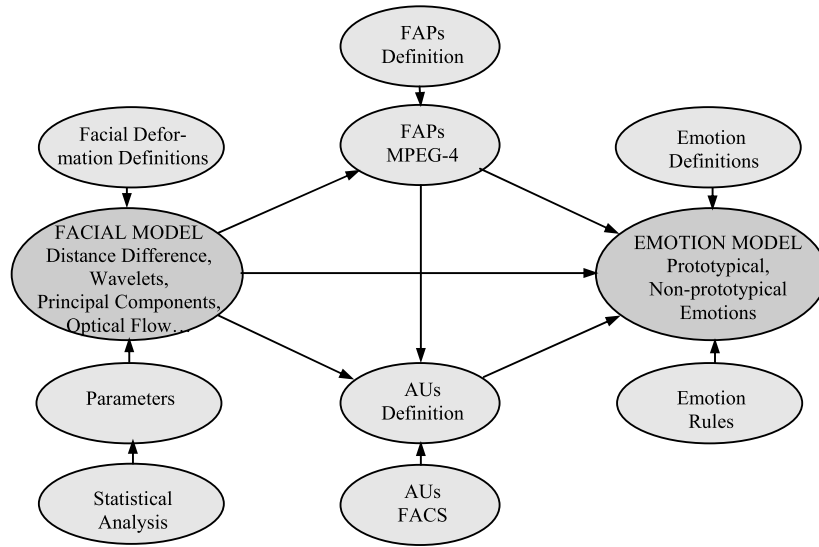 FAPs
Definition
Facial Defor-
mation Definitions
FAPs
MPEG-4
Emotion
Definitions
FACIAL MODEL
Distance Difference,
Wavelets,
Principal Components,
Optical Flow…
EMOTION MODEL
Prototypical,
Non-prototypical
Emotions
Parameters
AUs
Definition
Emotion
Rules
Statistical
Analysis
AUs
FACS